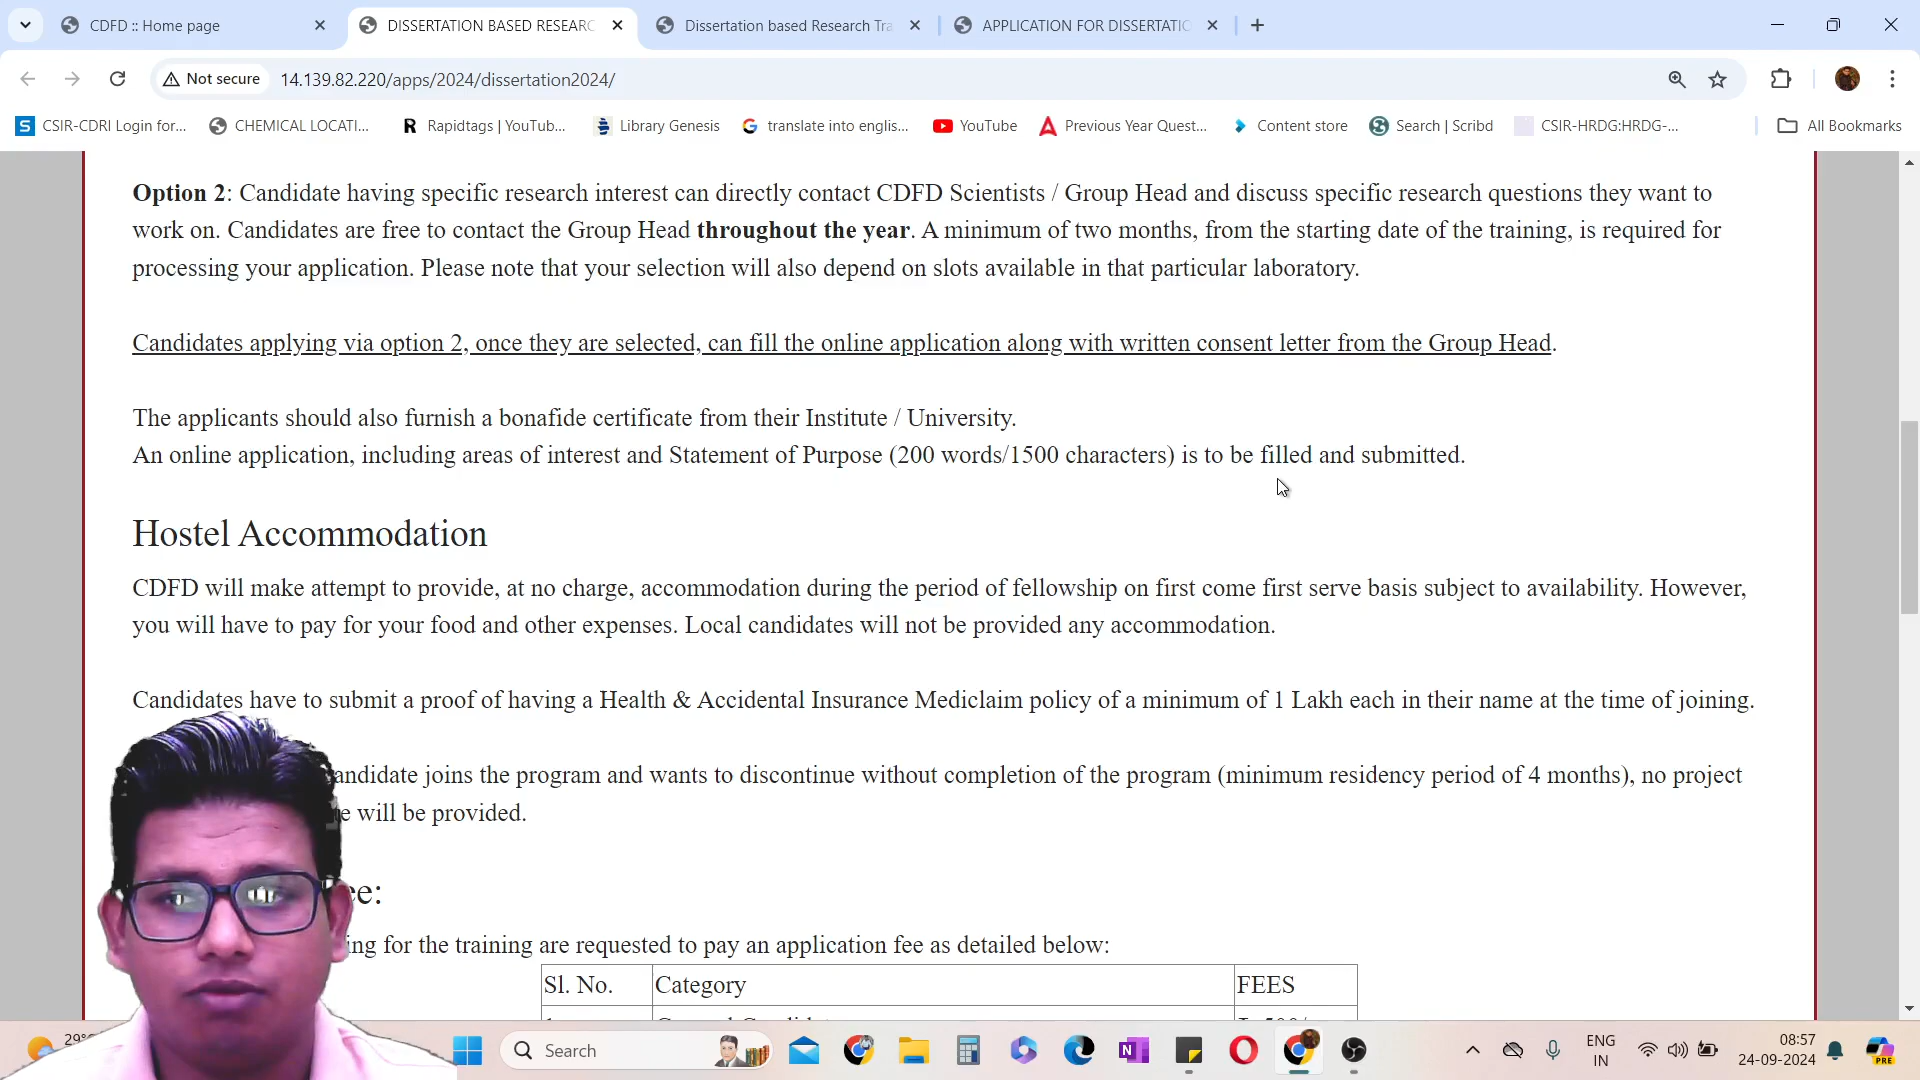 CDFD :: Home page
DISSERTATION BASED RESEARC
Dissertation based Research Tra
APPLICATION FOR DISSERTATIO
Not secure
14.139.82.220/apps/2024/dissertation2024/
CSIR-CDRI Login for...
CHEMICAL LOCATI...
Rapidtags | YouTub...
Library Genesis
translate into englis...
YouTube
Previous Year Quest...
Content store
Search | Scribd
CSIR-HRDG:HRDG-...
All Bookmarks
Option 2: Candidate having specific research interest can directly contact CDFD Scientists / Group Head and discuss specific research questions they want to
work on. Candidates are free to contact the Group Head throughout the year. A minimum of two months, from the starting date of the training, is required for
processing your application. Please note that your selection will also depend on slots available in that particular laboratory.
Candidates applying via option 2, once they are selected, can fill the online application along with written consent letter from the Group Head.
The applicants should also furnish a bonafide certificate from their Institute / University.
An online application, including areas of interest and Statement of Purpose (200 words/1500 characters) is to be filled and submitted.
Hostel Accommodation
CDFD will make attempt to provide, at no charge, accommodation during the period of fellowship on first come first serve basis subject to availability. However,
you will have to pay for your food and other expenses. Local candidates will not be provided any accommodation.
Candidates have to submit a proof of having a Health & Accidental Insurance Mediclaim policy of a minimum of 1 Lakh each in their name at the time of joining.
andidate joins the program and wants to discontinue without completion of the program (minimum residency period of 4 months), no project
e will be provided.
ee:
ing for the training are requested to pay an application fee as detailed below:
Sl. No. Category FEES
29°
Search
ENG
IN
08:57
24-09-2024
PRE